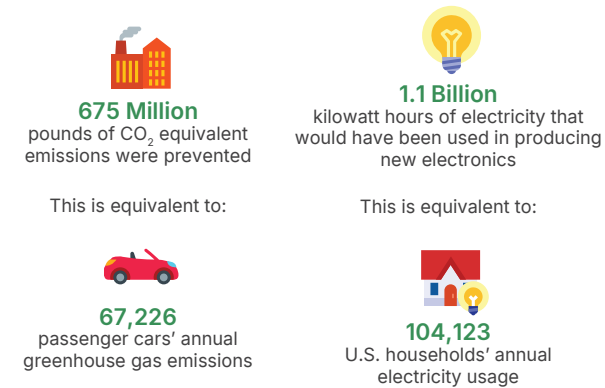 675 Million
pounds of CO₂ equivalent
emissions were prevented
This is equivalent to:
67,226
passenger cars’ annual
greenhouse gas emissions
1.1 Billion
kilowatt hours of electricity that
would have been used in producing
new electronics
This is equivalent to:
104,123
U.S. households’ annual
electricity usage